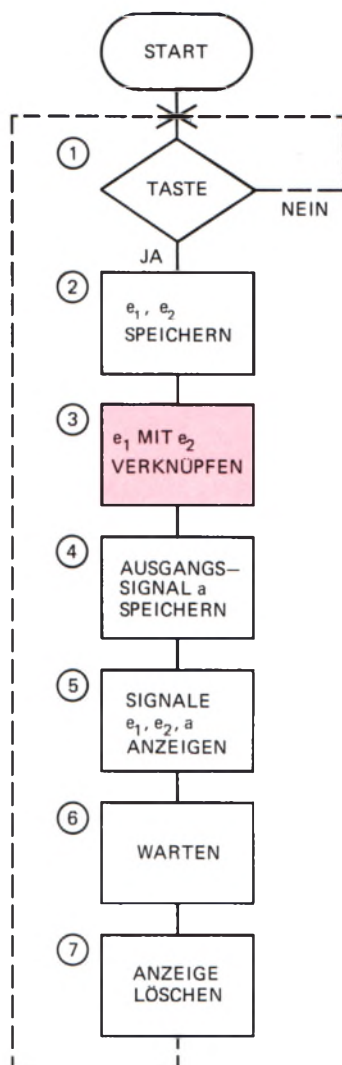 START
1
TASTE
NEIN
JA
2
e1, e2
SPEICHERN
3
e1 MIT e2
VERKNÜPFEN
4
AUSGANGS–
SIGNAL a
SPEICHERN
5
SIGNALE
e1, e2, a
ANZEIGEN
6
WARTEN
7
ANZEIGE
LÖSCHEN